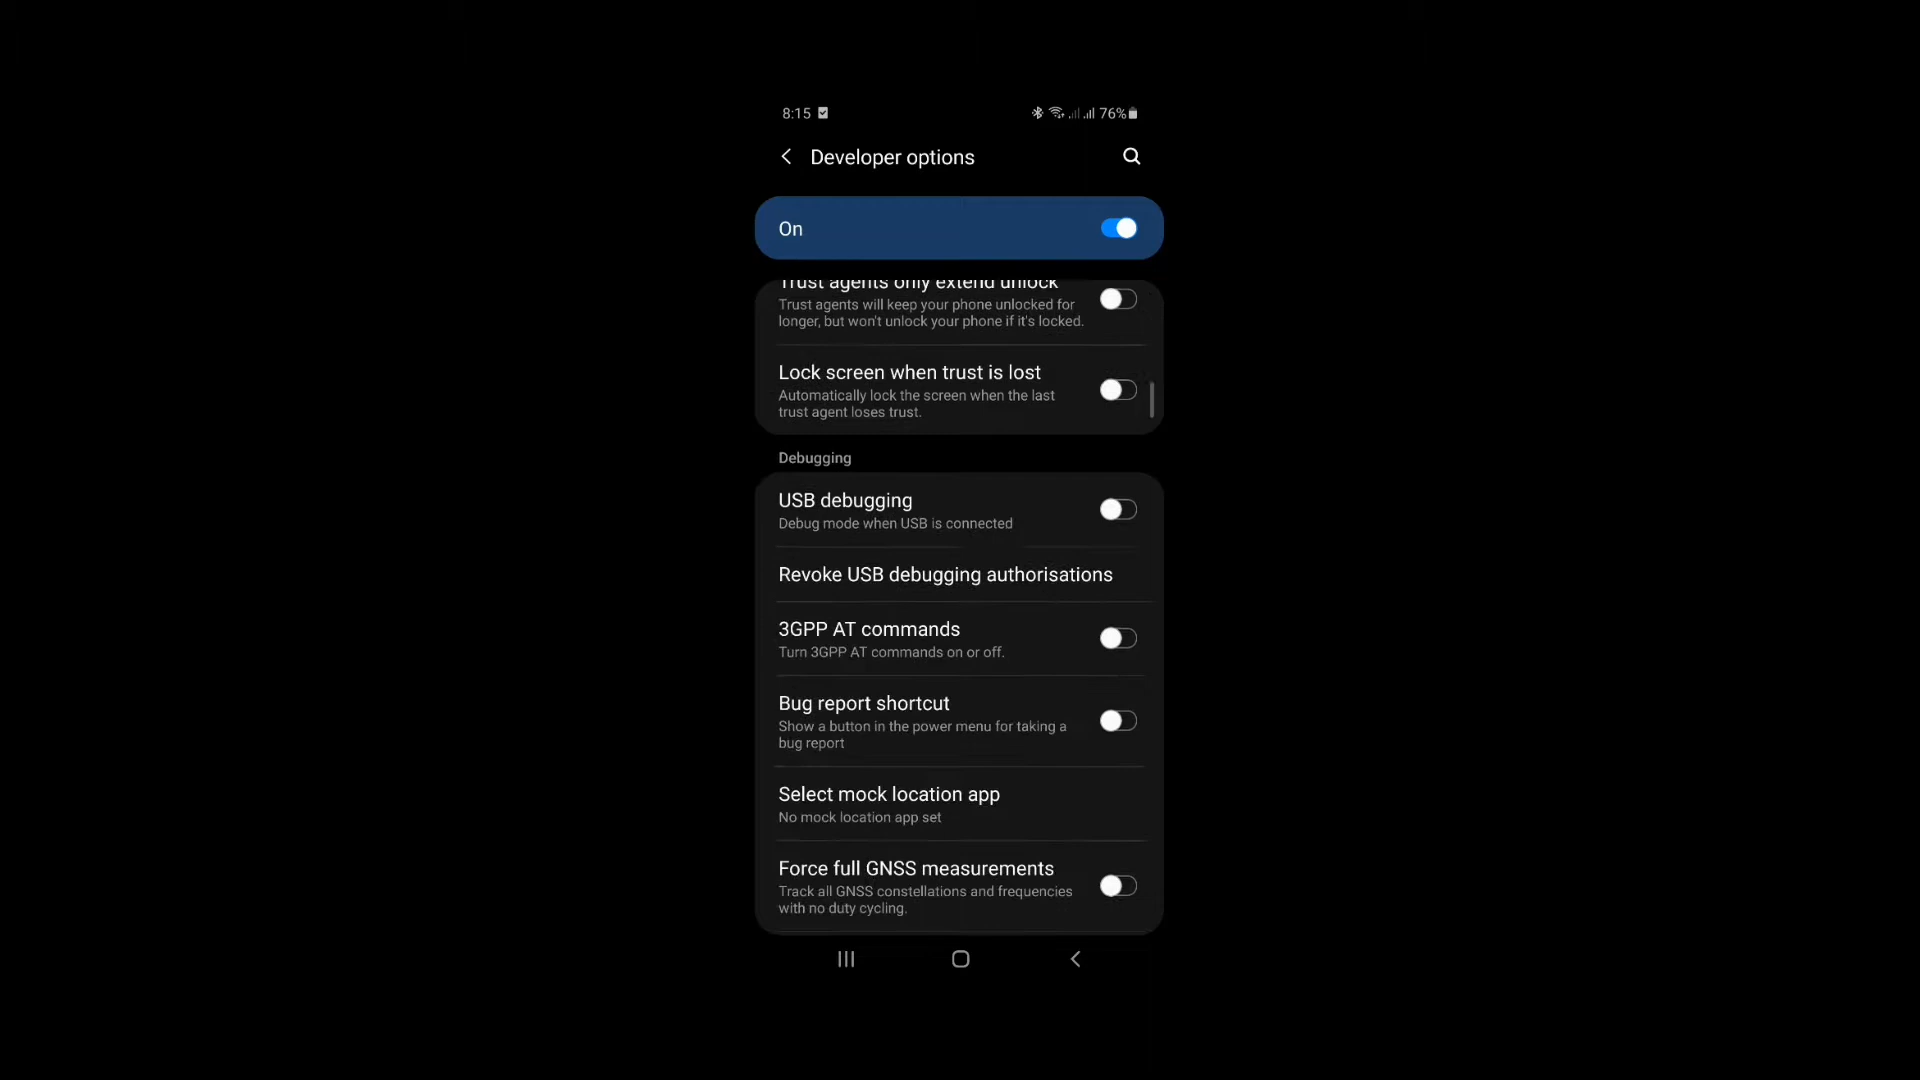 8:15
76%
Developer options
On
Trust agents only extend unlock
Trust agents will keep your phone unlocked for
longer, but won't unlock your phone if it's locked.
Lock screen when trust is lost
Automatically lock the screen when the last
trust agent loses trust.
Debugging
USB debugging
Debug mode when USB is connected
Revoke USB debugging authorisations
3GPP AT commands
Turn 3GPP AT commands on or off.
Bug report shortcut
Show a button in the power menu for taking a
bug report
Select mock location app
No mock location app set
Force full GNSS measurements
Track all GNSS constellations and frequencies
with no duty cycling.